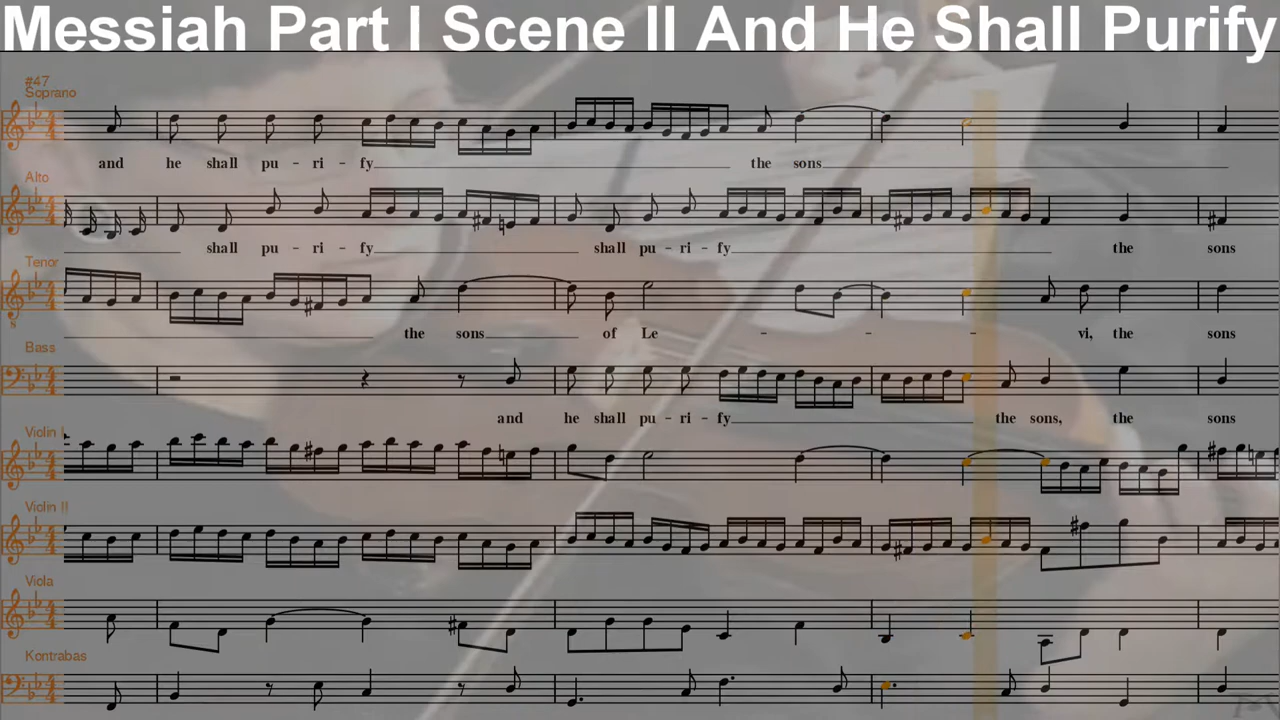 Messiah Part I Scene II And He Shall Purify
#47
Soprano
and he shall pu - ri - fy the sons
Alto
shall pu - ri - fy shall pu - ri - fy the sons
Tenor
the sons of Le - - - vi, the sons
Bass
and he shall pu - ri - fy the sons, the sons
Violin I
Violin II
Viola
Kontrabas